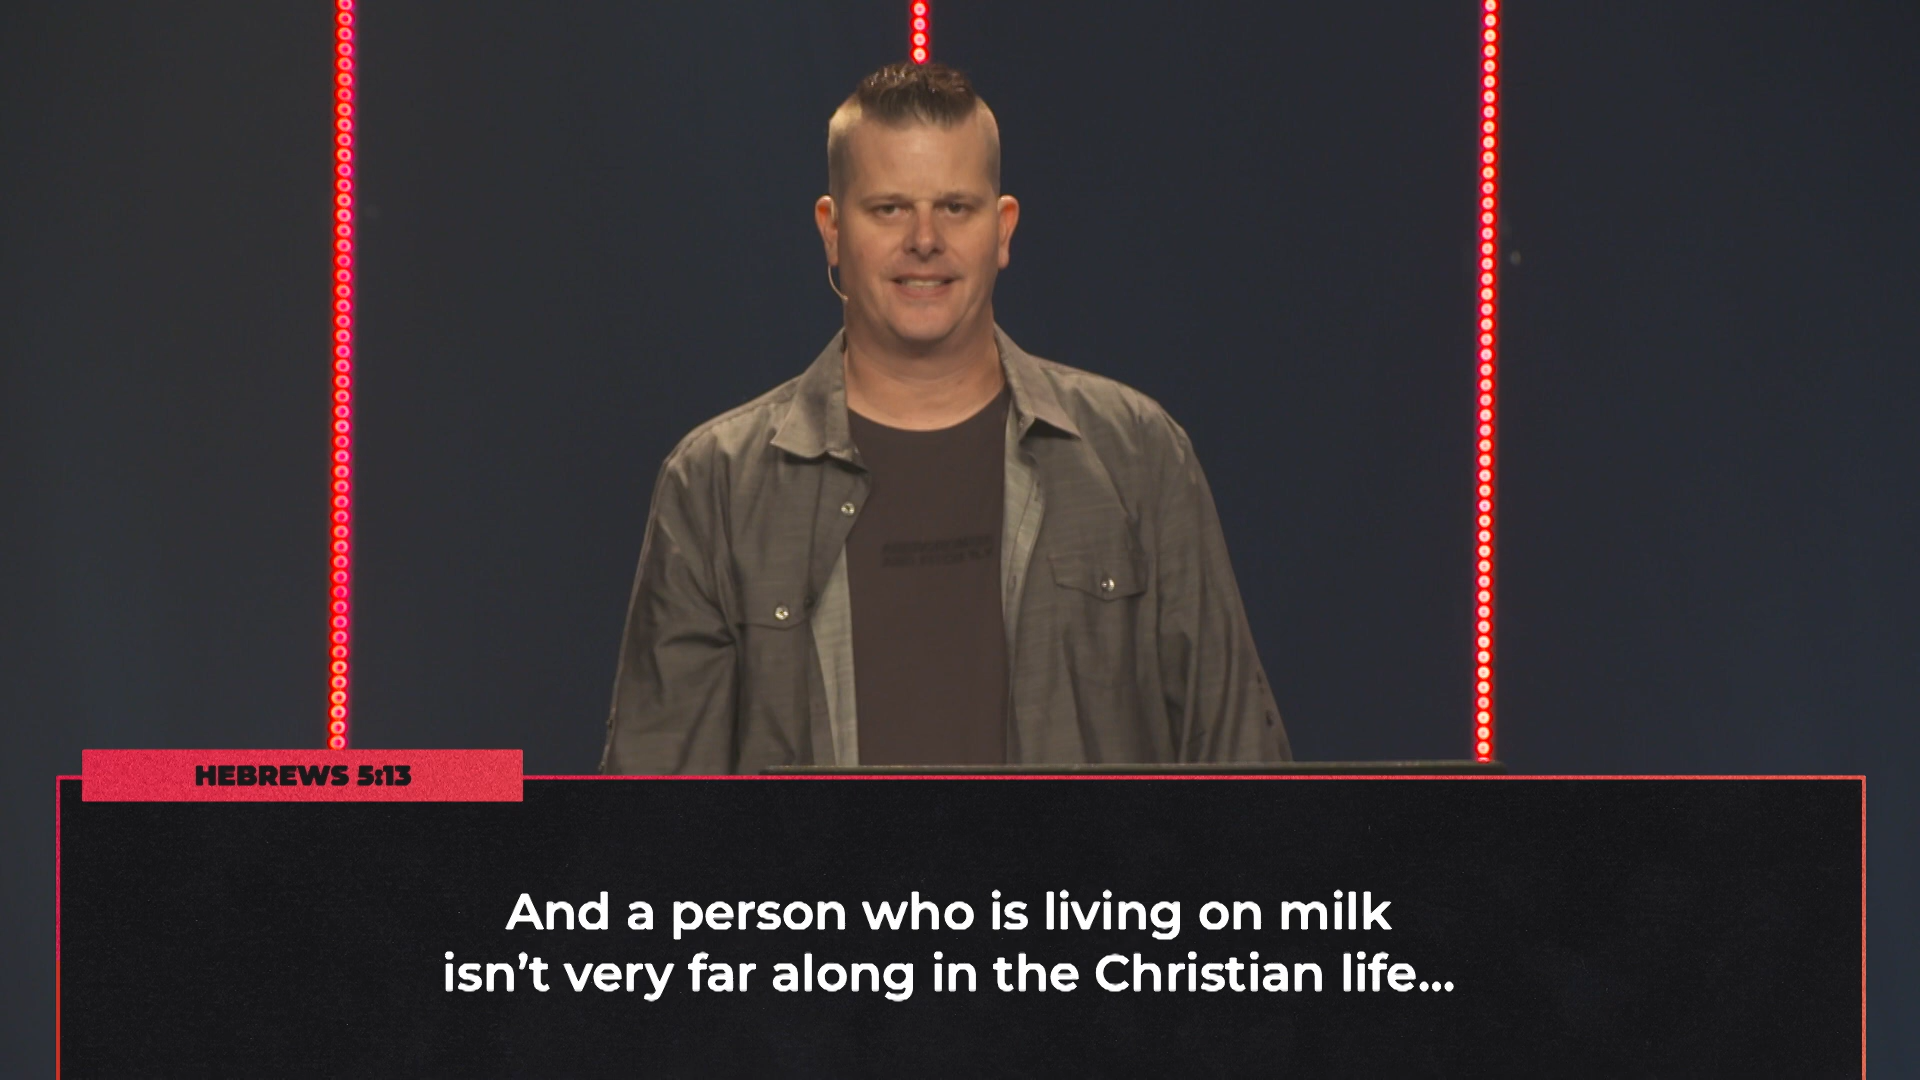 HEBREWS 5:13
And a person who is living on milk
isn't very far along in the Christian life...